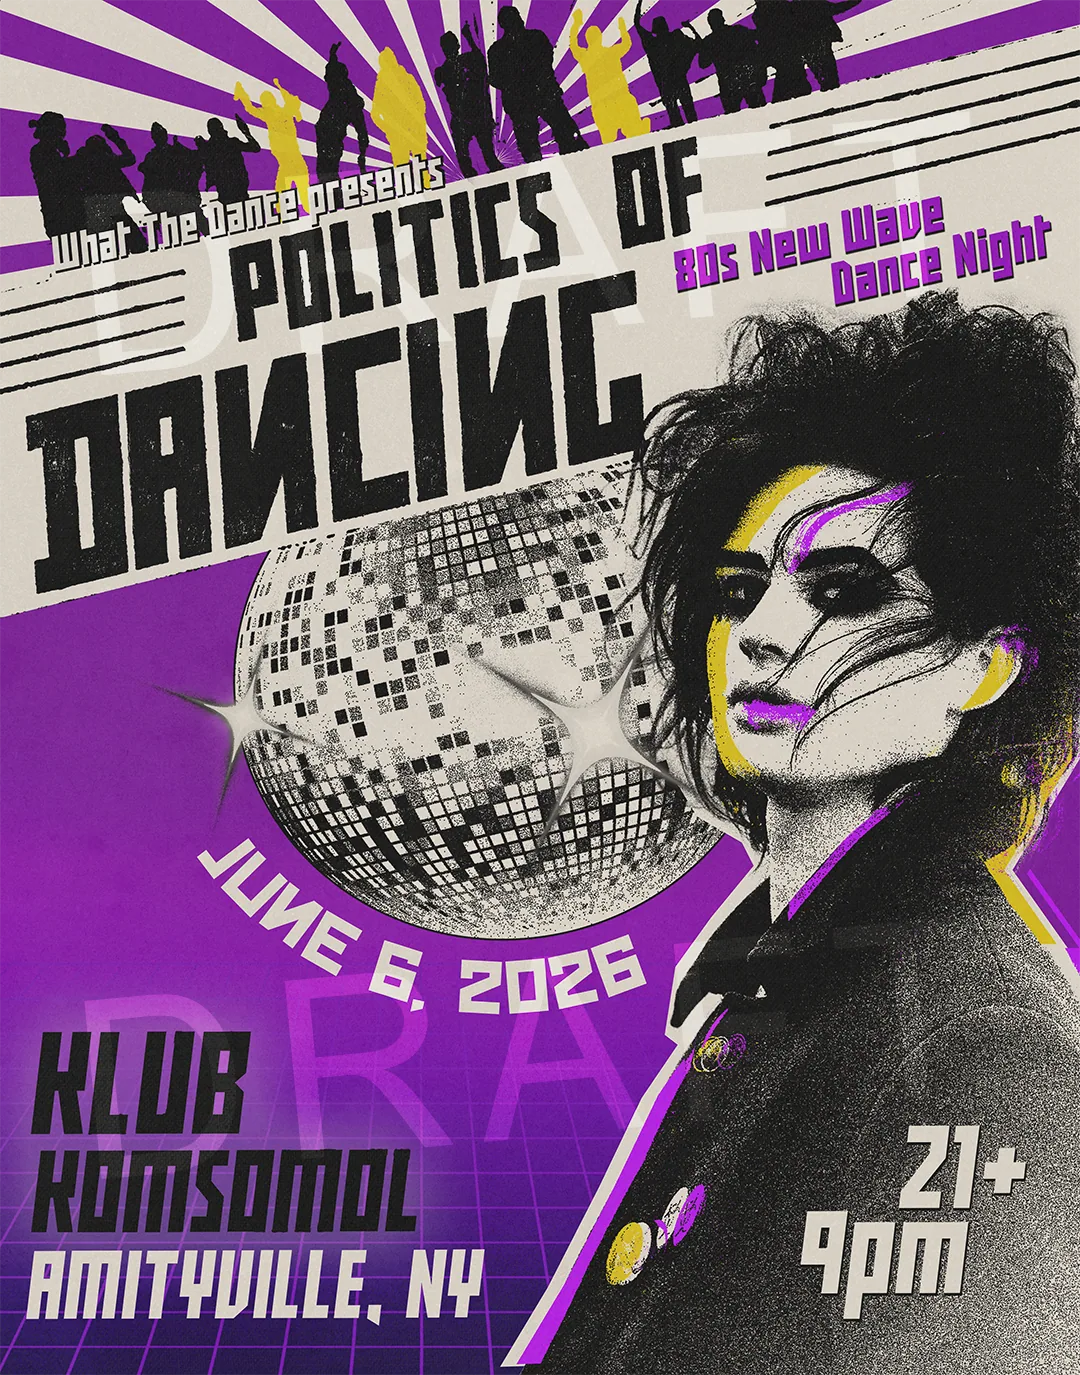 What The Dance presents
POLITICS OF
DANCING
80s New Wave
Dance Night
JUNE 6, 2026
KLUB
KOMSOMOL
AMITYVILLE, NY
21+
9pm
DRAFT
DRAFT